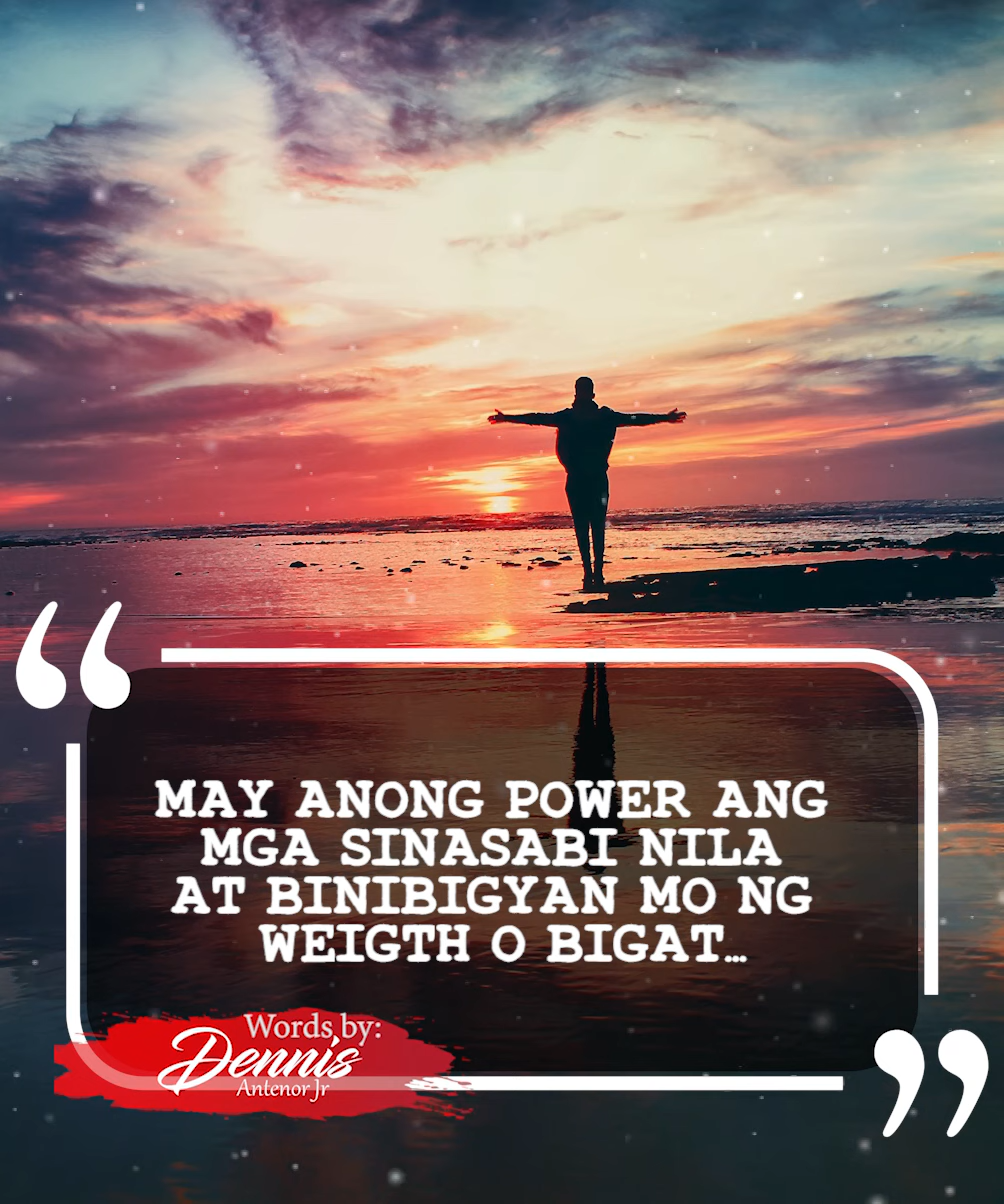 MAY ANONG POWER ANG
MGA SINASABI NILA
AT BINIBIGYAN MO NG
WEIGTH O BIGAT...
Words by:
Dennis
Antenor Jr